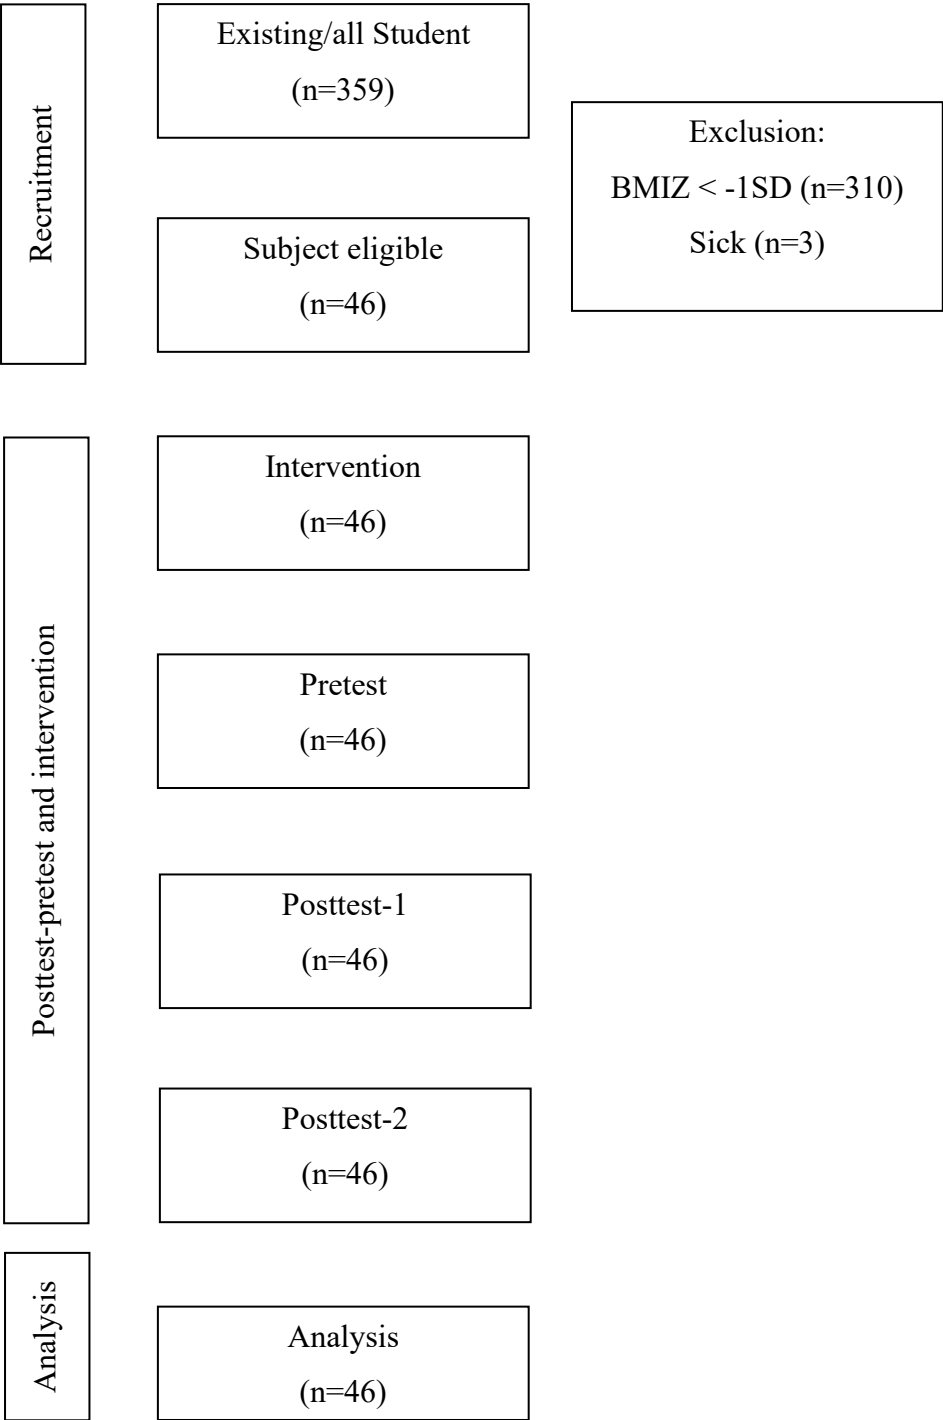 Recruitment
Existing/all Student
(n=359)
Exclusion:
BMIZ < -1SD (n=310)
Sick (n=3)
Subject eligible
(n=46)
Posttest-pretest and intervention
Intervention
(n=46)
Pretest
(n=46)
Posttest-1
(n=46)
Posttest-2
(n=46)
Analysis
Analysis
(n=46)